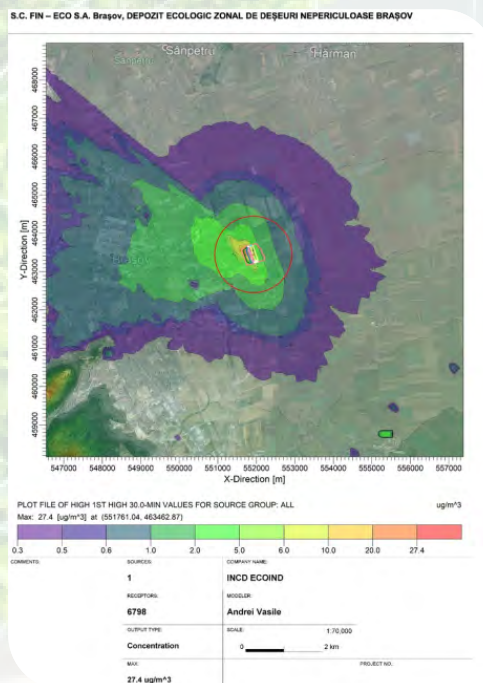 S.C. FIN – ECO S.A. Braşov, DEPOZIT ECOLOGIC ZONAL DE DEŞEURI NEPERICULOASE BRAŞOV
Sânpetru
Hărman
Y-Direction [m]
468000
467000
466000
465000
464000
463000
462000
461000
460000
459000
547000 548000 549000 550000 551000 552000 553000 554000 555000 556000 557000
X-Direction [m]
PLOT FILE OF HIGH 1ST HIGH 30.0-MIN VALUES FOR SOURCE GROUP: ALL ug/m^3
Max: 27.4 [ug/m^3] at (551761.04, 463462.87)
0.3 0.5 0.6 1.0 2.0 5.0 6.0 10.0 20.0 27.4
COMMENTS:
SOURCES:
1
COMPANY NAME:
INCD ECOIND
RECEPTORS:
6798
MODELER:
Andrei Vasile
OUTPUT TYPE:
Concentration
SCALE: 1:70,000
0 2 km
MAX:
27.4 ug/m^3
PROJECT NO.: